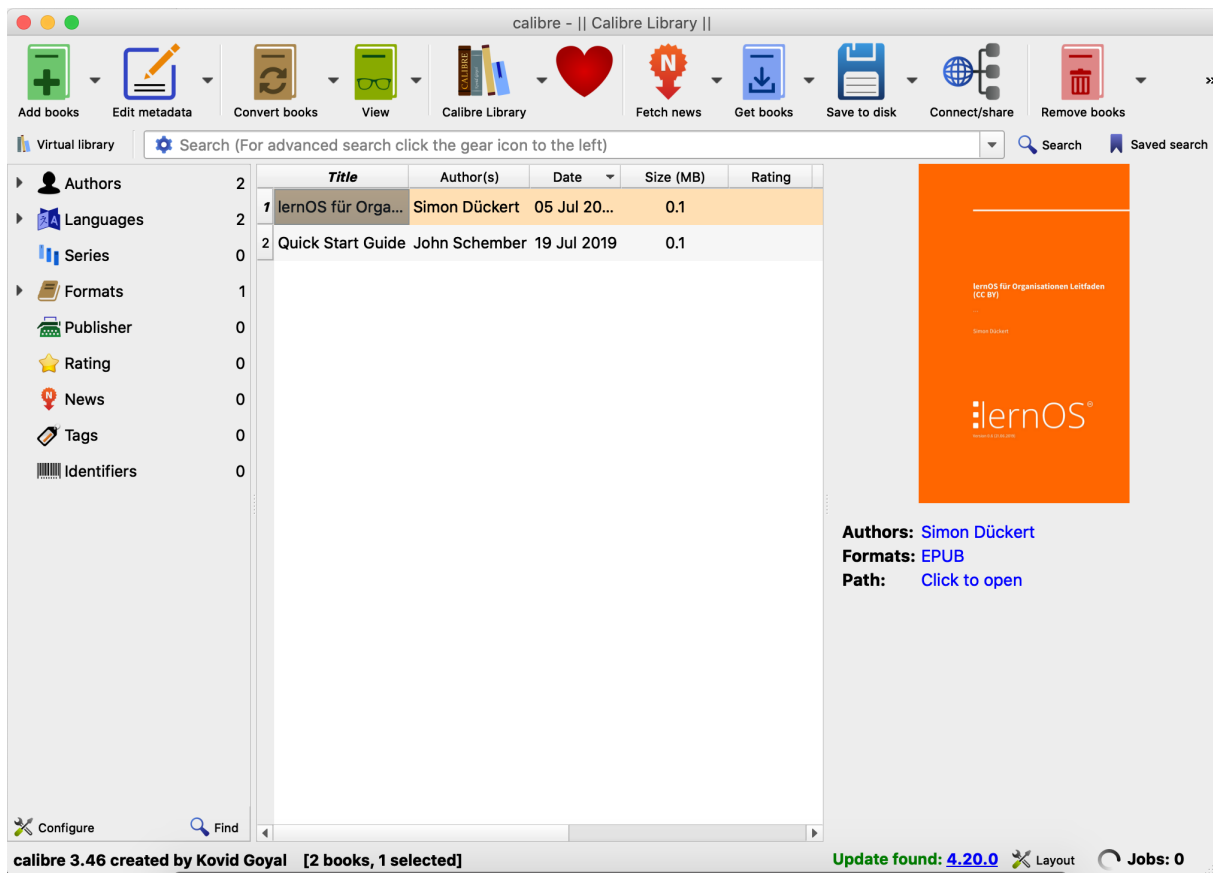 calibre - || Calibre Library ||
Add books Edit metadata Convert books View Calibre Library Fetch news Get books Save to disk Connect/share Remove books »
Virtual library Search (For advanced search click the gear icon to the left) Search Saved search
Authors 2
Languages 2
Series 0
Formats 1
Publisher 0
Rating 0
News 0
Tags 0
Identifiers 0
Configure Find
Title Author(s) Date Size (MB) Rating
1 lernOS für Orga... Simon Dückert 05 Jul 20... 0.1
2 Quick Start Guide John Schember 19 Jul 2019 0.1
lernOS für Organisationen Leitfaden
(CC BY)
Simon Dückert
lernOS®
Authors: Simon Dückert
Formats: EPUB
Path: Click to open
calibre 3.46 created by Kovid Goyal [2 books, 1 selected] Update found: 4.20.0 Layout Jobs: 0